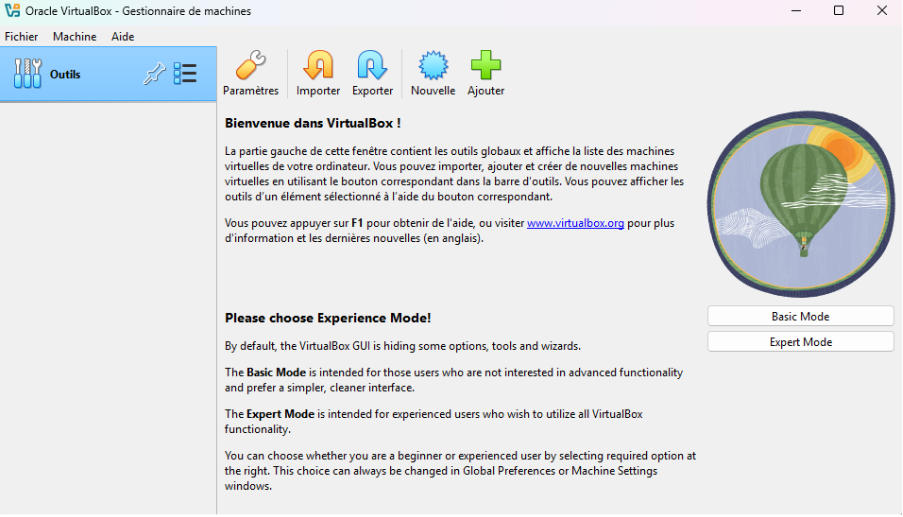 Oracle VirtualBox - Gestionnaire de machines
Fichier Machine Aide
Outils
Paramètres Importer Exporter Nouvelle Ajouter
Bienvenue dans VirtualBox !
La partie gauche de cette fenêtre contient les outils globaux et affiche la liste des machines
virtuelles de votre ordinateur. Vous pouvez importer, ajouter et créer de nouvelles machines
virtuelles en utilisant le bouton correspondant dans la barre d'outils. Vous pouvez afficher les
outils d'un élément sélectionné à l'aide du bouton correspondant.
Vous pouvez appuyer sur F1 pour obtenir de l'aide, ou visiter www.virtualbox.org pour plus
d'information et les dernières nouvelles (en anglais).
Please choose Experience Mode!
By default, the VirtualBox GUI is hiding some options, tools and wizards.
The Basic Mode is intended for those users who are not interested in advanced functionality
and prefer a simpler, cleaner interface.
The Expert Mode is intended for experienced users who wish to utilize all VirtualBox
functionality.
You can choose whether you are a beginner or experienced user by selecting required option at
the right. This choice can always be changed in Global Preferences or Machine Settings
windows.
Basic Mode
Expert Mode